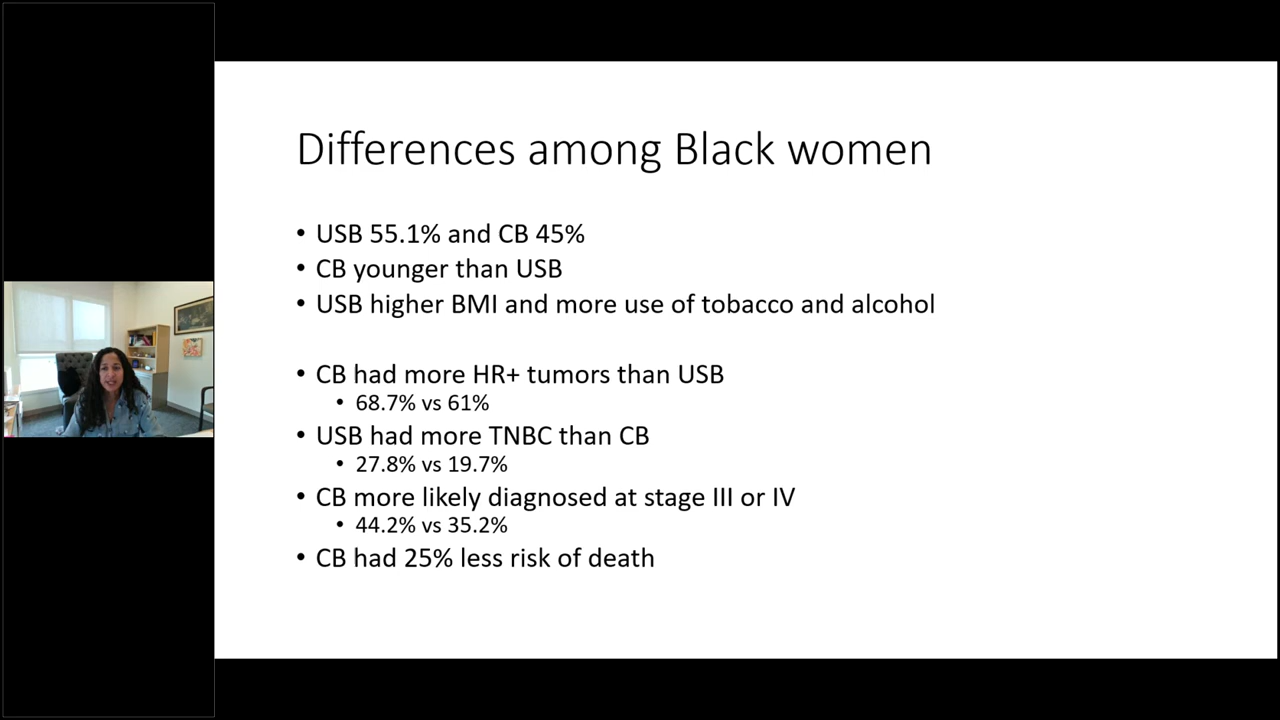 Differences among Black women
• USB 55.1% and CB 45%
• CB younger than USB
• USB higher BMI and more use of tobacco and alcohol
• CB had more HR+ tumors than USB
• 68.7% vs 61%
• USB had more TNBC than CB
• 27.8% vs 19.7%
• CB more likely diagnosed at stage III or IV
• 44.2% vs 35.2%
• CB had 25% less risk of death